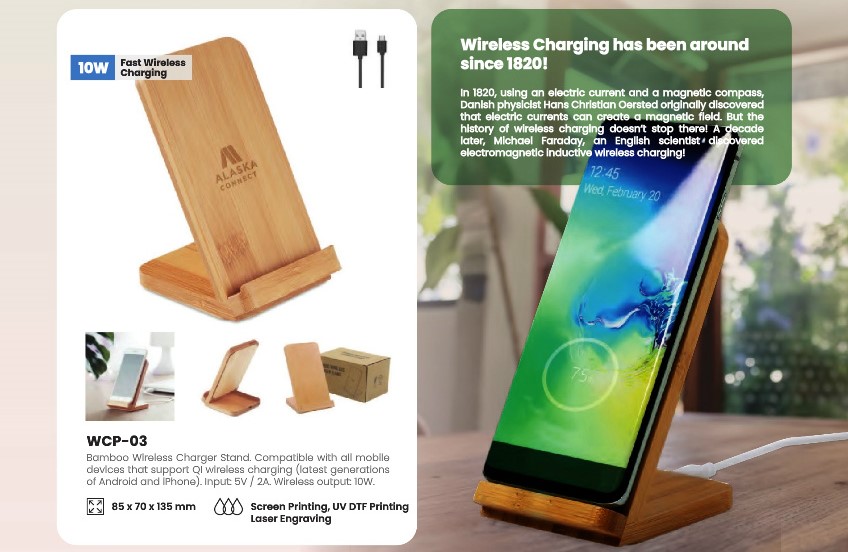 10W
Fast Wireless
Charging
ALASKA
CONNECT
WCP-03
Bamboo Wireless Charger Stand. Compatible with all mobile
devices that support QI wireless charging (latest generations
of Android and iPhone). Input: 5V / 2A. Wireless output: 10W.
85 x 70 x 135 mm
Screen Printing, UV DTF Printing
Laser Engraving
Wireless Charging has been around
since 1820!
In 1820, using an electric current and a magnetic compass,
Danish physicist Hans Christian Oersted originally discovered
that electric currents can create a magnetic field. But the
history of wireless charging doesn't stop there! A decade
later, Michael Faraday, an English scientist discovered
electromagnetic inductive wireless charging!
12:45
Wed, February 20